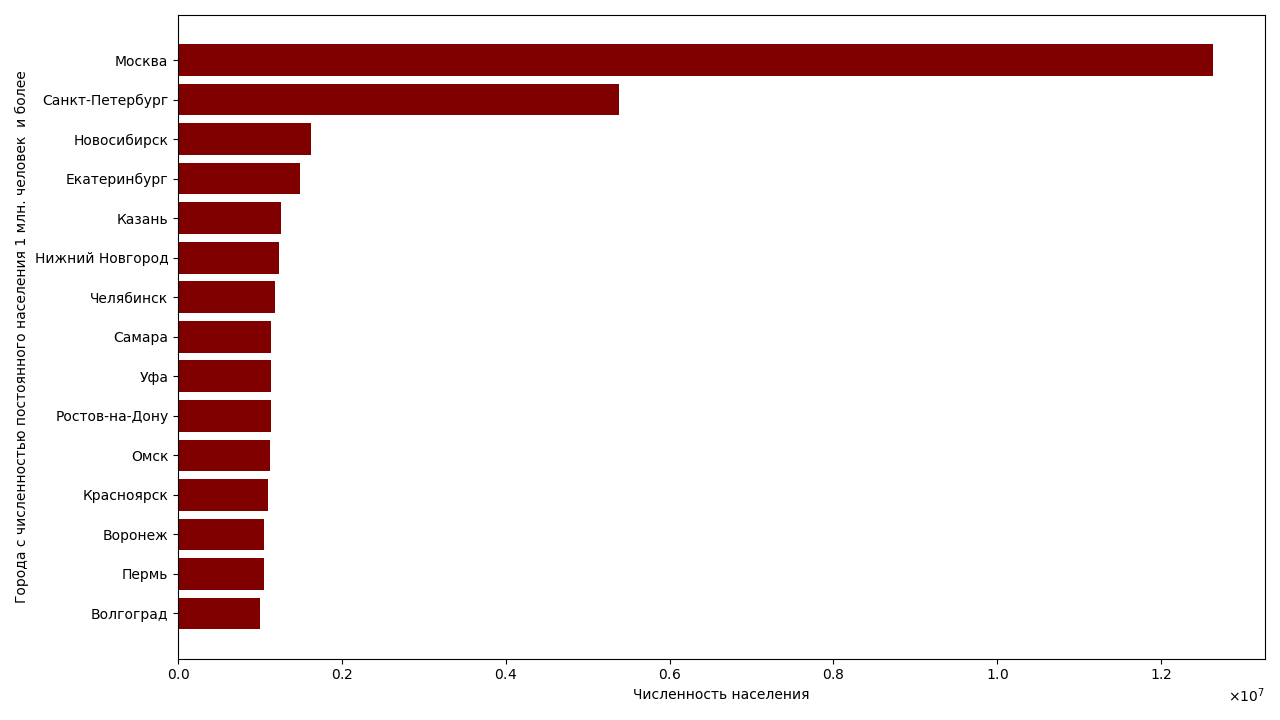 Города с численностью постоянного населения 1 млн. человек  и более
Москва
Санкт-Петербург
Новосибирск
Екатеринбург
Казань
Нижний Новгород
Челябинск
Самара
Уфа
Ростов-на-Дону
Омск
Красноярск
Воронеж
Пермь
Волгоград
0.0 0.2 0.4 0.6 0.8 1.0 1.2
Численность населения
×10⁷